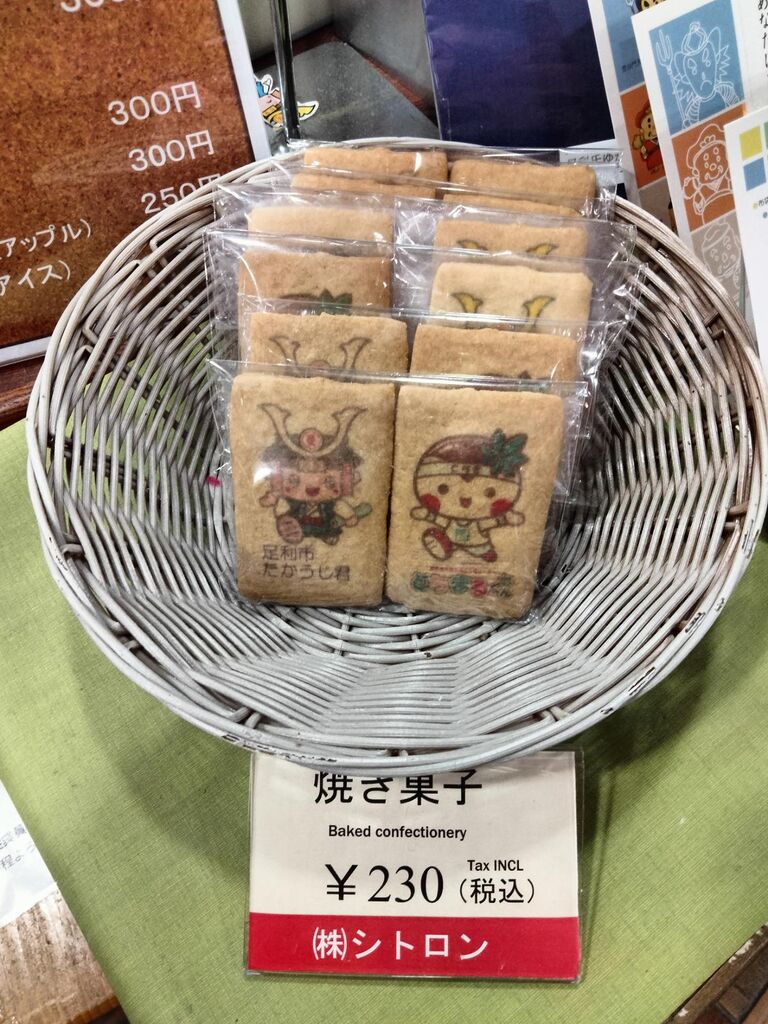 300円
300円
250円
アップル）
アイス）
足利市
たかうじ君
焼き菓子
Baked confectionery
Tax INCL
￥230（税込）
㈱シトロン